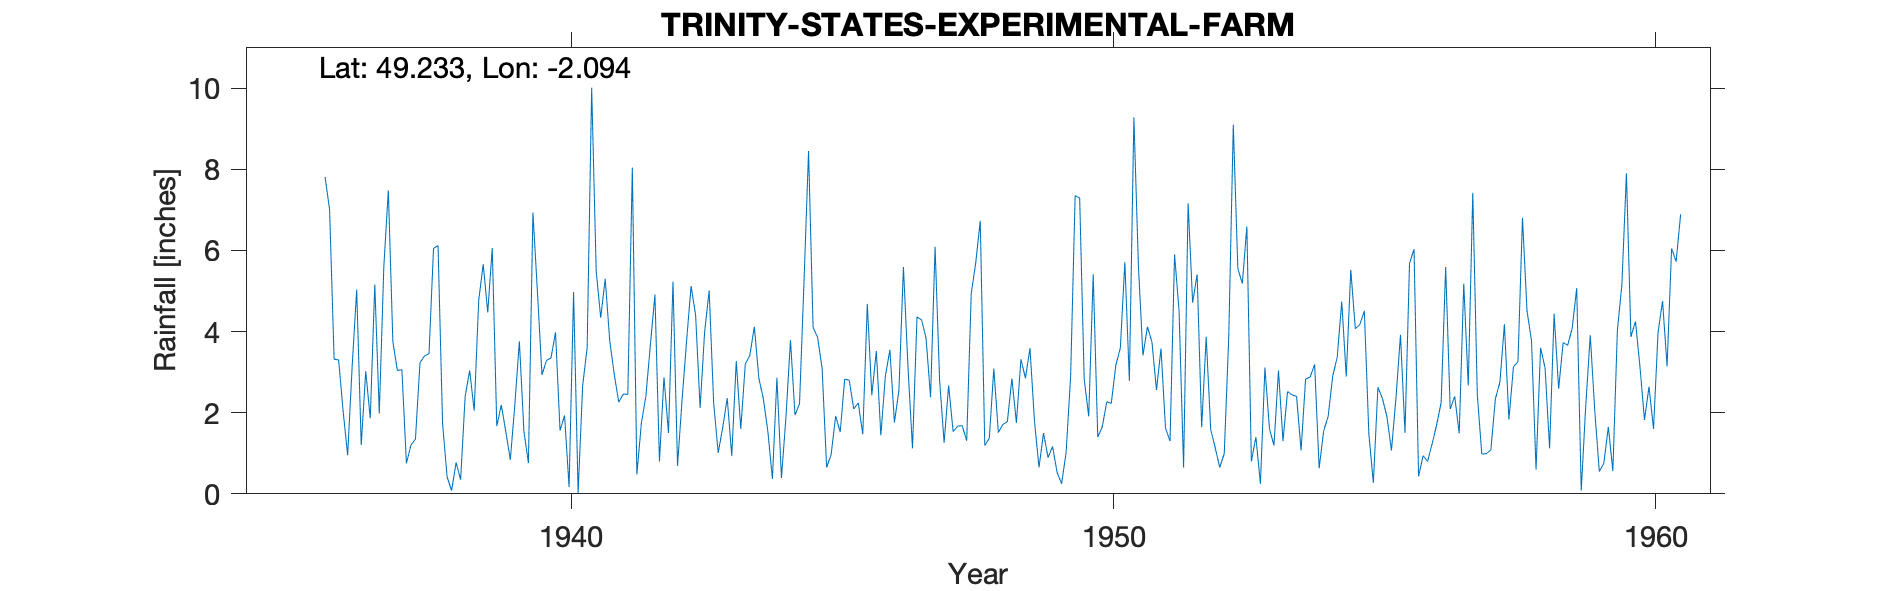 TRINITY-STATES-EXPERIMENTAL-FARM
Lat: 49.233, Lon: -2.094
10
8
6
4
2
0
Rainfall [inches]
1940 1950 1960
Year